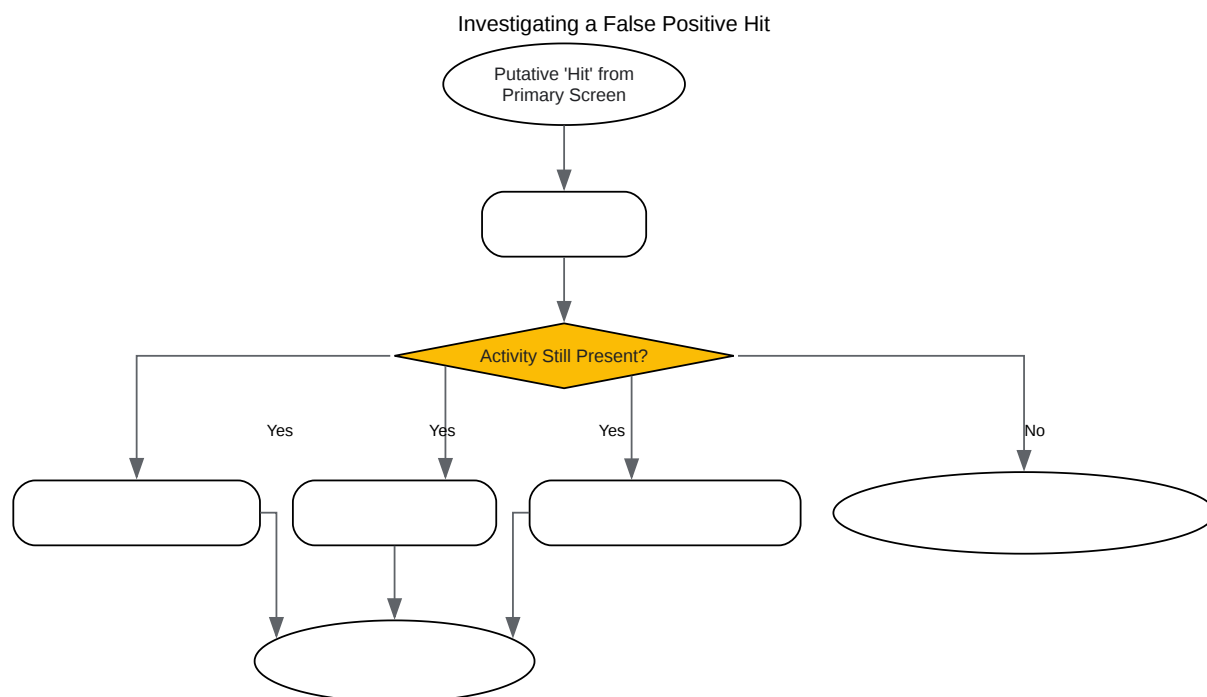 Investigating a False Positive Hit
Putative 'Hit' from
Primary Screen
Activity Still Present?
Yes
Yes
Yes
No